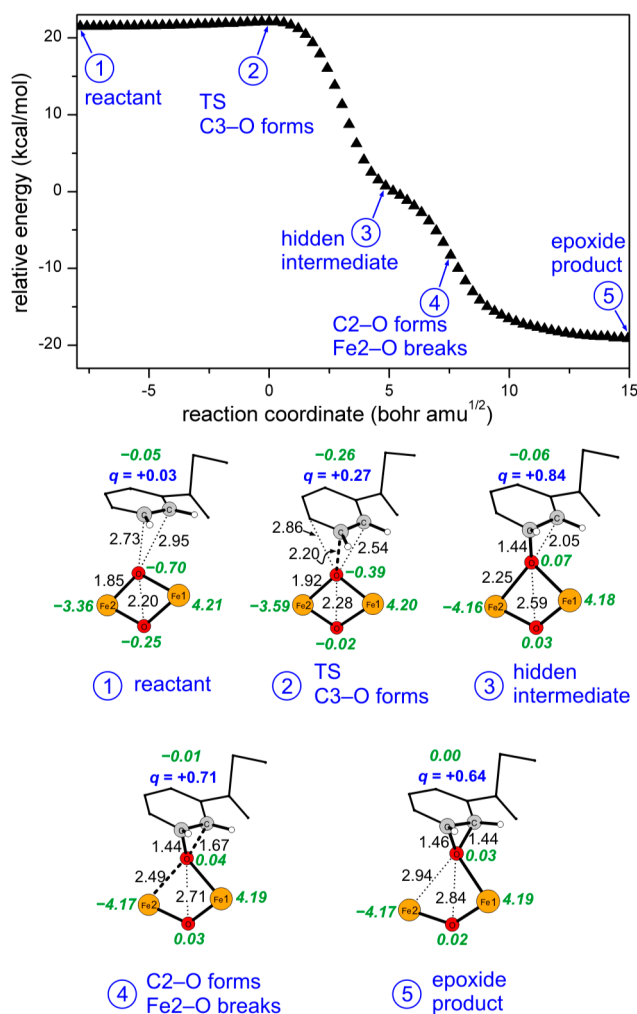 relative energy (kcal/mol)
20
10
0
−10
−20
1
reactant
2
TS
C3–O forms
hidden 3
intermediate
4
C2–O forms
Fe2–O breaks
epoxide
product
5
-5 0 5 10 15
reaction coordinate (bohr amu1/2)
−0.05
q = +0.03
C C
2.73 2.95
−0.70
1.85 O
−3.36 Fe2 2.20 Fe1 4.21
O
−0.25
1 reactant
−0.26
q = +0.27
2.86 C C
2.20 2.54
1.92 O −0.39
−3.59 Fe2 2.28 Fe1 4.20
O
−0.02
2 TS
C3–O forms
−0.06
q = +0.84
C C
1.44 2.05
O 0.07
2.25
−4.16 Fe2 2.59 Fe1 4.18
O
0.03
3 hidden
intermediate
−0.01
q = +0.71
C C
1.44 1.67
O 0.04
2.49
2.71
−4.17 Fe2 Fe1 4.19
O
0.03
4 C2–O forms
Fe2–O breaks
0.00
q = +0.64
C C
1.46 1.44
O 0.03
2.94
2.84
−4.17 Fe2 Fe1 4.19
O
0.02
5 epoxide
product